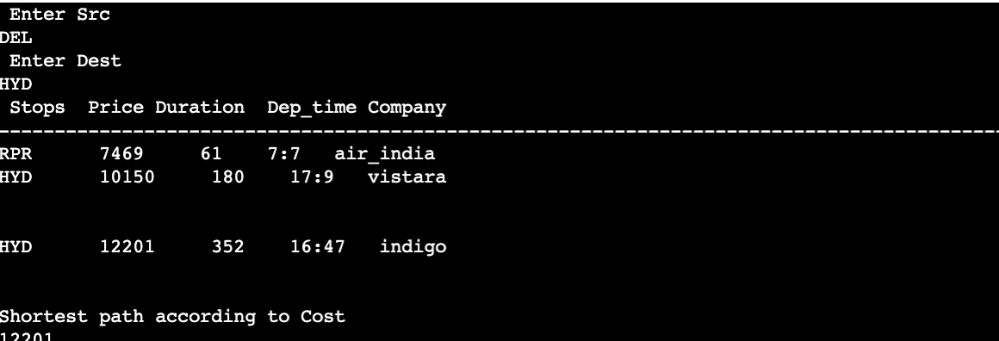 Enter Src
DEL
Enter Dest
HYD
Stops Price Duration Dep_time Company
--------------------------------------------------------------------------------
RPR 7469 61 7:7 air_india
HYD 10150 180 17:9 vistara
HYD 12201 352 16:47 indigo
Shortest path according to Cost
12201